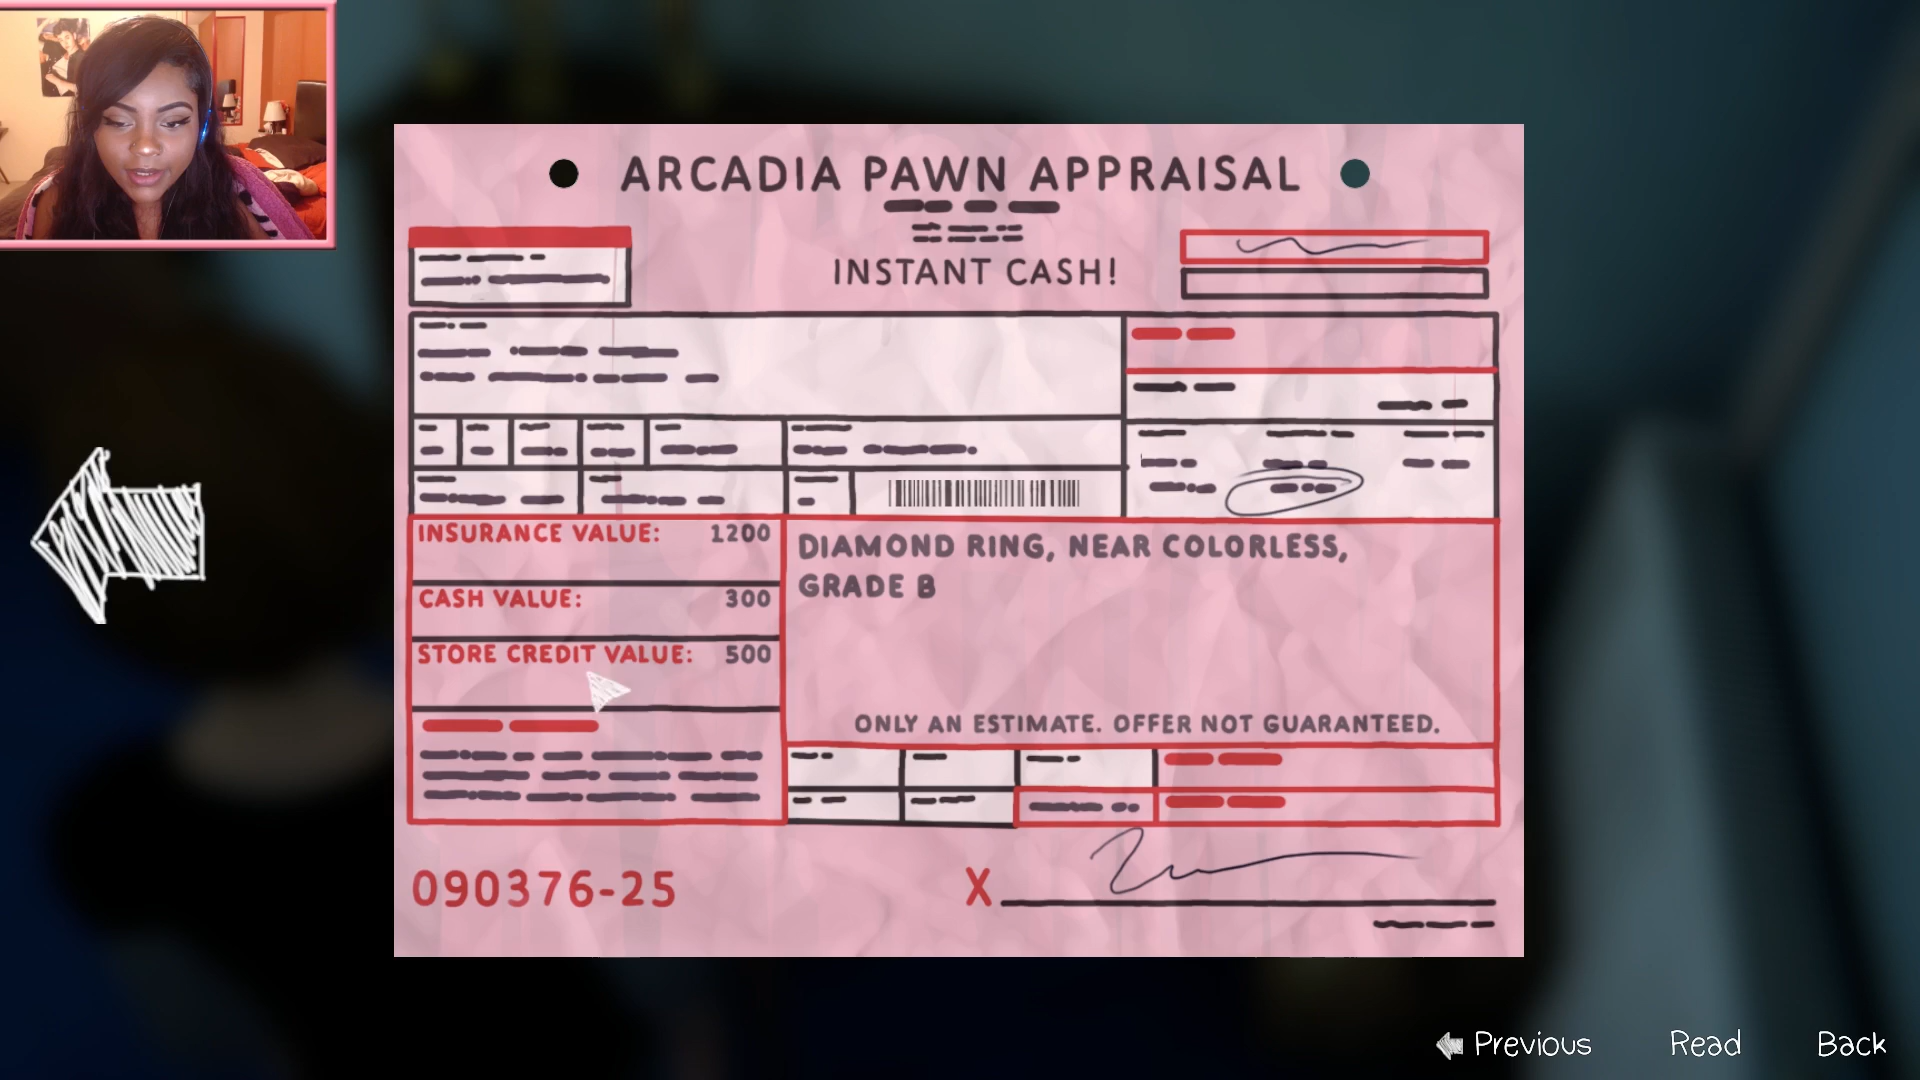 ARCADIA PAWN APPRAISAL
INSTANT CASH!
INSURANCE VALUE: 1200
CASH VALUE: 300
STORE CREDIT VALUE: 500
DIAMOND RING, NEAR COLORLESS,
GRADE B
ONLY AN ESTIMATE. OFFER NOT GUARANTEED.
090376-25
X
Previous Read Back